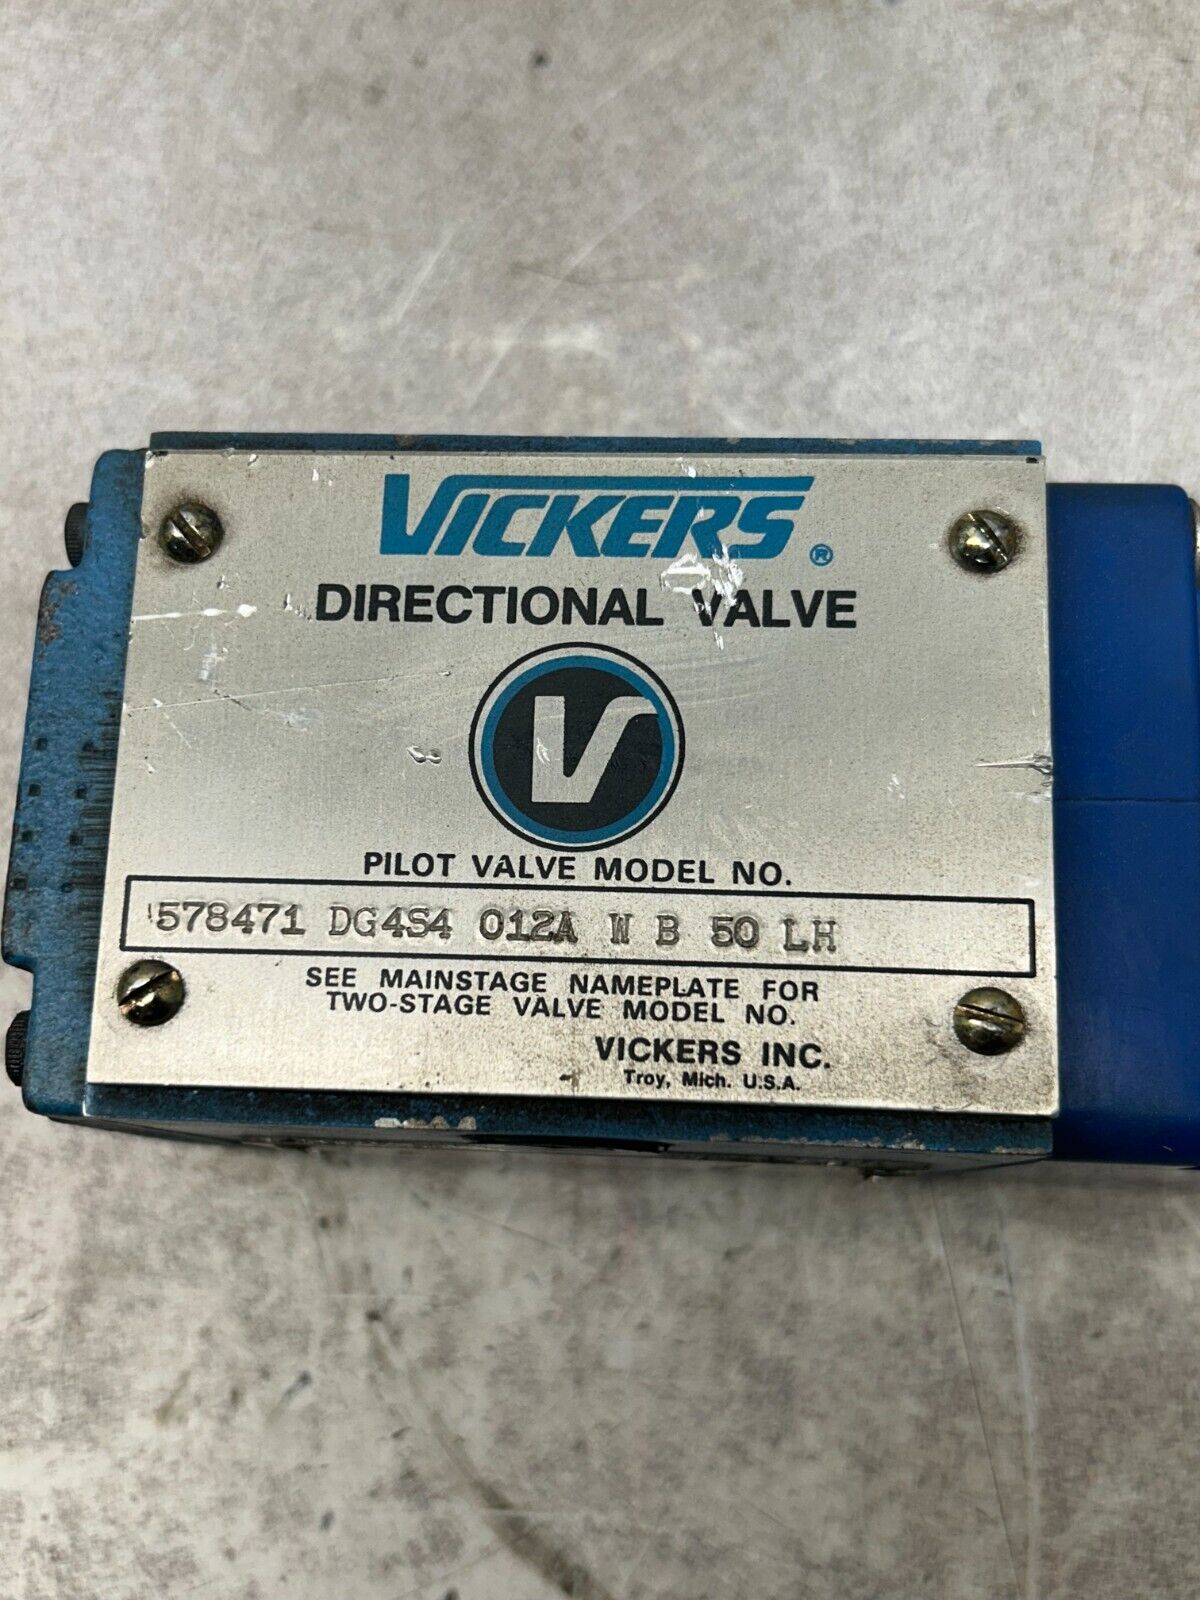 VICKERS®
DIRECTIONAL VALVE
V
PILOT VALVE MODEL NO.
578471 DG4S4 012A W B 50 LH
SEE MAINSTAGE NAMEPLATE FOR
TWO-STAGE VALVE MODEL NO.
VICKERS INC.
Troy, Mich. U.S.A.